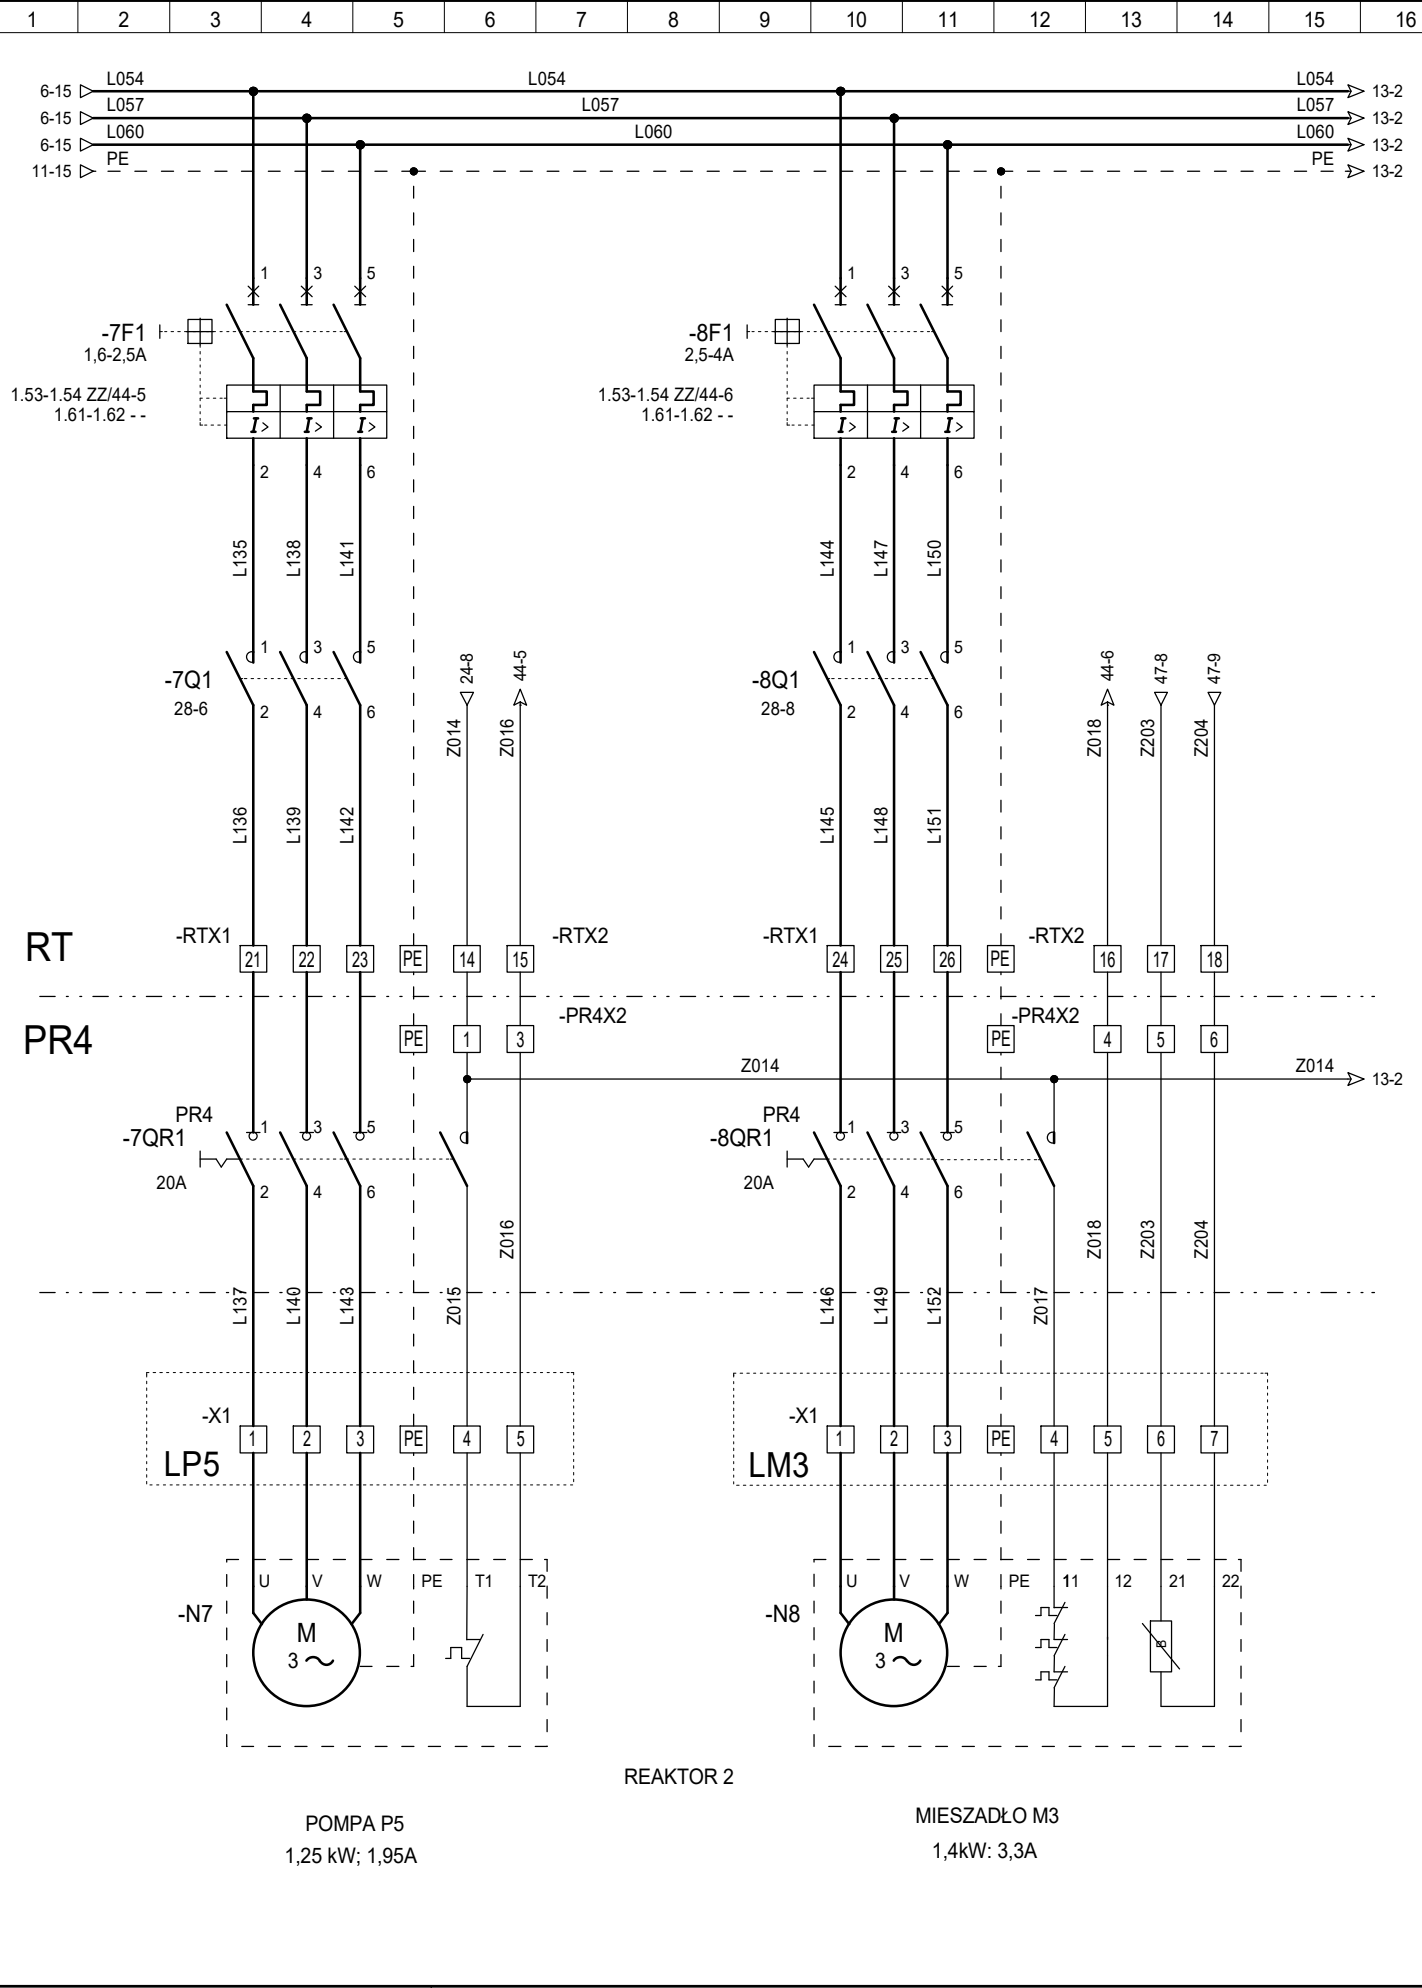 1 2 3 4 5 6 7 8 9 10 11 12 13 14 15 16
L054 L054 L054
6-15 13-2
L057 L057 L057
6-15 13-2
L060 L060 L060
6-15 13-2
PE PE
11-15 13-2
1 3 5 1 3 5
-7F1 -8F1
1,6-2,5A 2,5-4A
1.53-1.54 ZZ/44-5 1.53-1.54 ZZ/44-6
1.61-1.62 - - 1.61-1.62 - -
I> I> I> I> I> I>
2 4 6 2 4 6
L135 L138 L141 L144 L147 L150
1 3 5 1 3 5
24-8 44-5 44-6 47-8 47-9
-7Q1 -8Q1
28-6 2 4 6 28-8 2 4 6
Z014 Z016 Z018 Z203 Z204
L136 L139 L142 L145 L148 L151
RT -RTX1 -RTX2 -RTX1 -RTX2
21 22 23 PE 14 15 24 25 26 PE 16 17 18
PR4 -PR4X2 -PR4X2
PE 1 3 PE 4 5 6
Z014 Z014
13-2
PR4 1 3 5 PR4 1 3 5
-7QR1 -8QR1
20A 2 4 6 20A 2 4 6
Z016 Z018 Z203 Z204
L137 L140 L143 Z015 L146 L149 L152 Z017
-X1 -X1
1 2 3 PE 4 5 1 2 3 PE 4 5 6 7
LP5 LM3
U V W PE T1 T2 U V W PE 11 12 21 22
-N7 -N8
M M
3 3
B
REAKTOR 2
POMPA P5 MIESZADŁO M3
1,25 kW; 1,95A 1,4kW: 3,3A